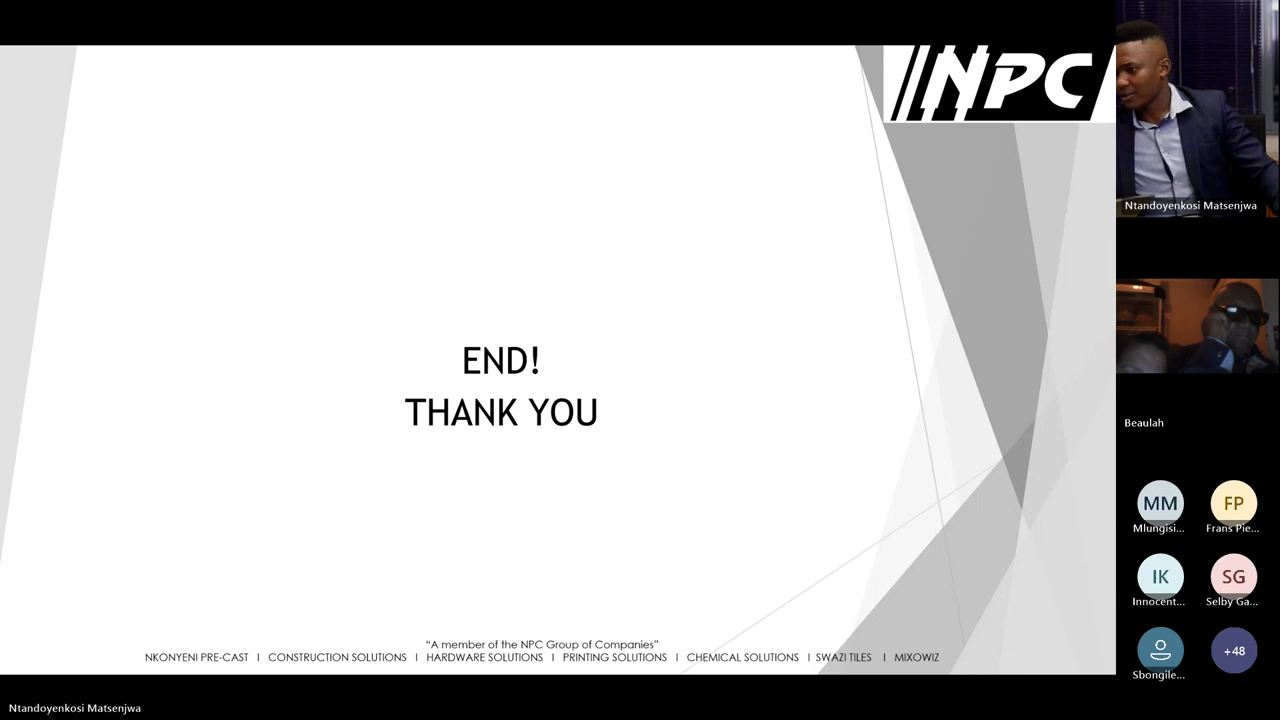 NPC
END!
THANK YOU
“A member of the NPC Group of Companies”
NKONYENI PRE-CAST I CONSTRUCTION SOLUTIONS I HARDWARE SOLUTIONS I PRINTING SOLUTIONS I CHEMICAL SOLUTIONS I SWAZI TILES I MIXOWIZ
Ntandoyenkosi Matsenjwa
Beaulah
MM FP
Mlungisi... Frans Pie...
IK SG
Innocent... Selby Ga...
+48
Sbongile...
Ntandoyenkosi Matsenjwa